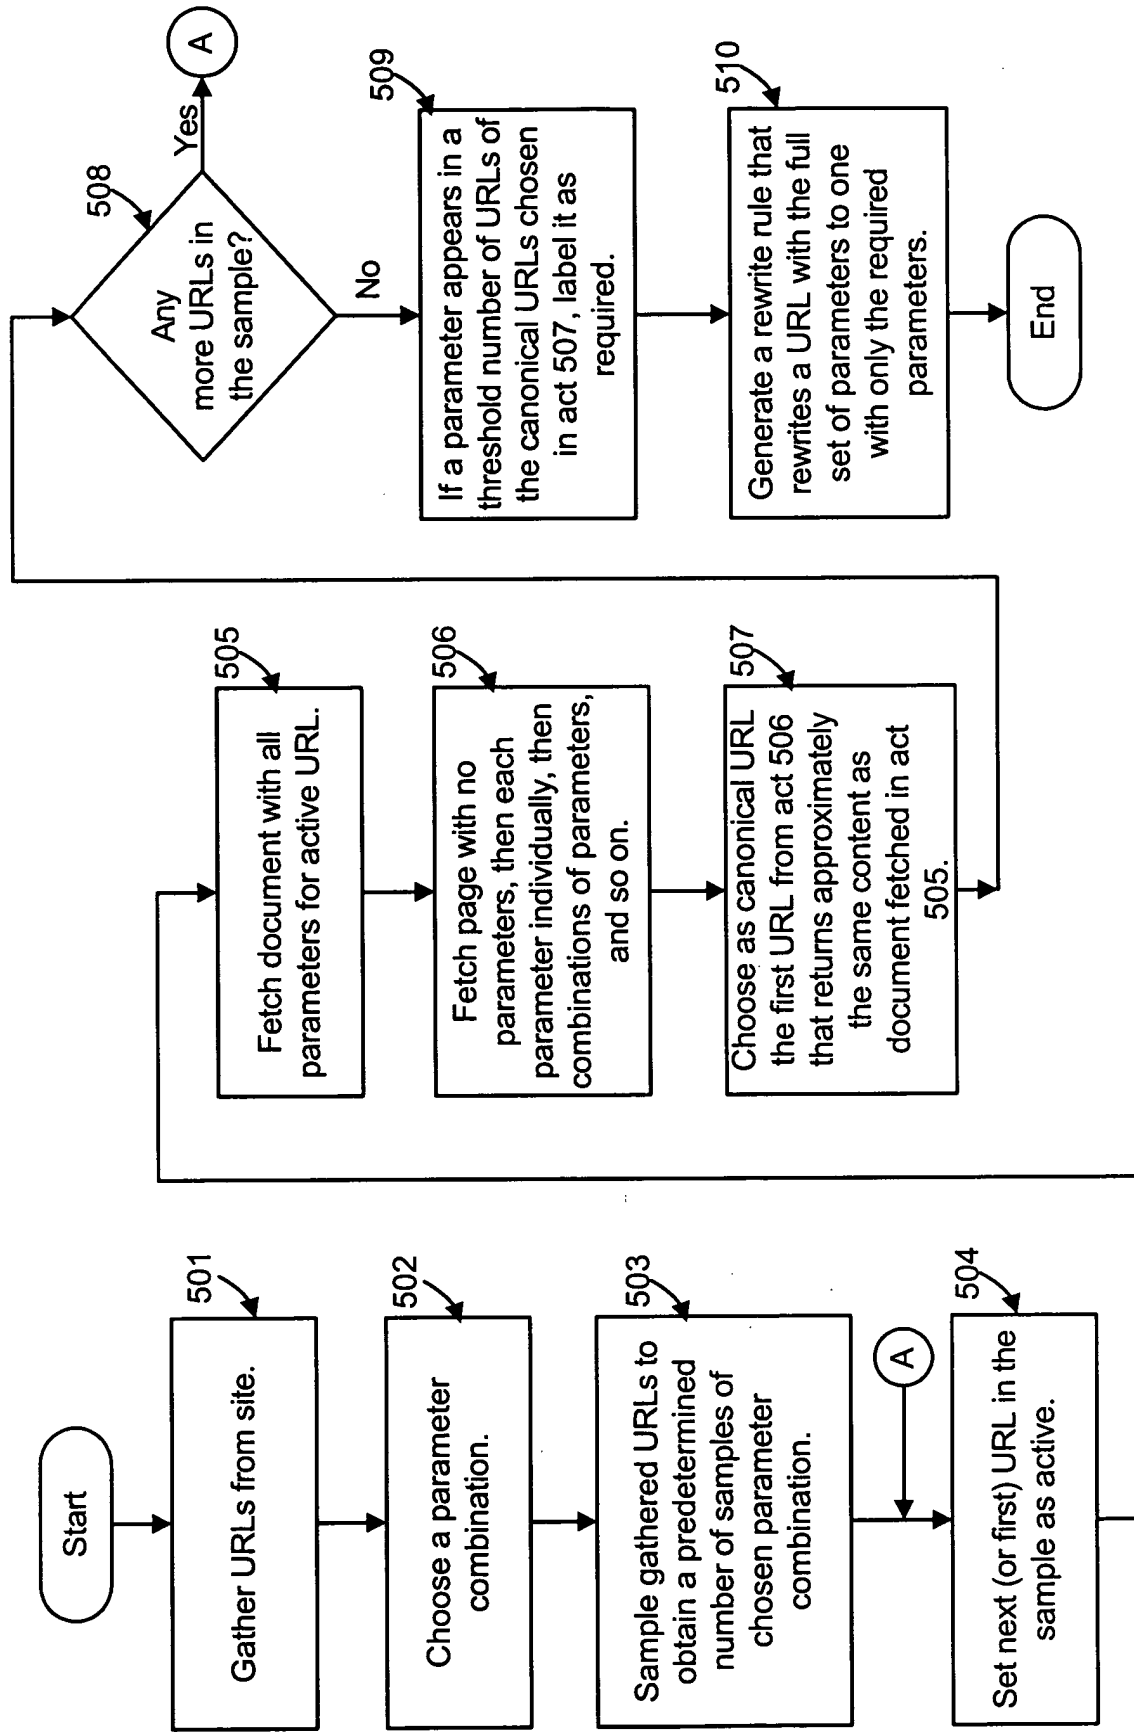 Start
501
Gather URLs from site.
502
Choose a parameter
combination.
503
Sample gathered URLs to
obtain a predetermined
number of samples of
chosen parameter
combination.
A
504
Set next (or first) URL in the
sample as active.
505
Fetch document with all
parameters for active URL.
506
Fetch page with no
parameters, then each
parameter individually, then
combinations of parameters,
and so on.
507
Choose as canonical URL
the first URL from act 506
that returns approximately
the same content as
document fetched in act
505.
508
Any
more URLs in
the sample?
Yes
A
No
509
If a parameter appears in a
threshold number of URLs of
the canonical URLs chosen
in act 507, label it as
required.
510
Generate a rewrite rule that
rewrites a URL with the full
set of parameters to one
with only the required
parameters.
End